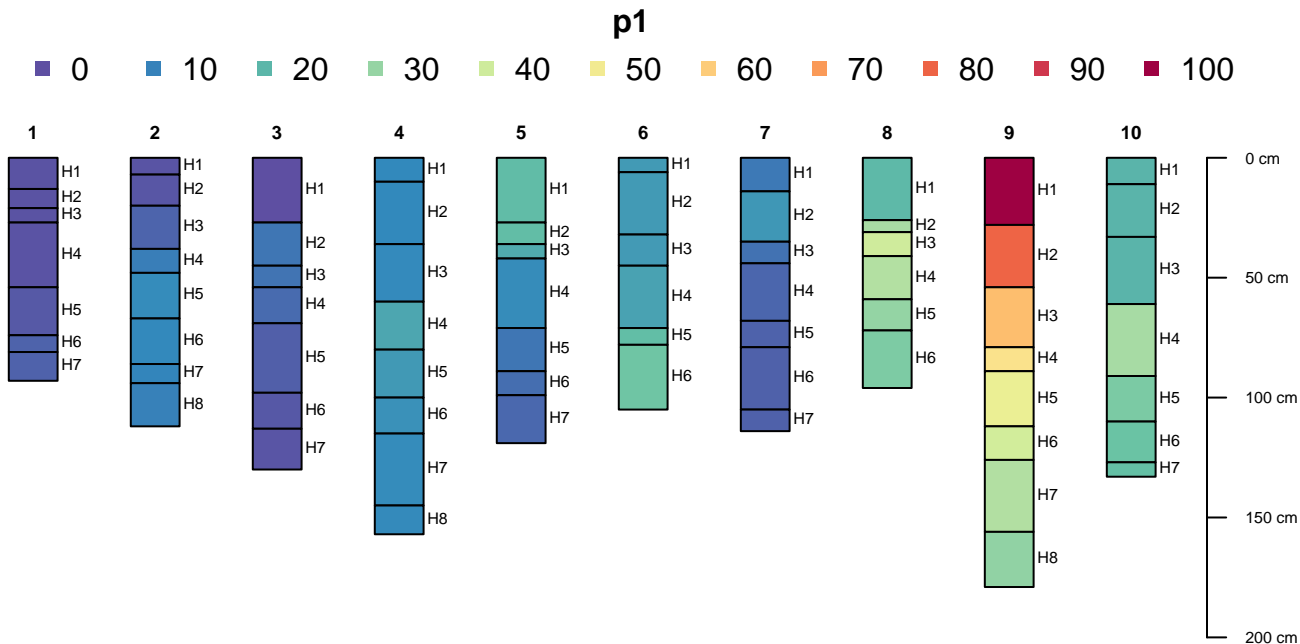 p1
0 10 20 30 40 50 60 70 80 90 100
1 2 3 4 5 6 7 8 9 10
H1 H2 H3 H4 H5 H6 H7
H1 H2 H3 H4 H5 H6 H7 H8
H1 H2 H3 H4 H5 H6 H7
H1 H2 H3 H4 H5 H6 H7 H8
H1 H2 H3 H4 H5 H6 H7
H1 H2 H3 H4 H5 H6
H1 H2 H3 H4 H5 H6 H7
H1 H2 H3 H4 H5 H6
H1 H2 H3 H4 H5 H6 H7 H8
H1 H2 H3 H4 H5 H6 H7
0 cm
50 cm
100 cm
150 cm
200 cm